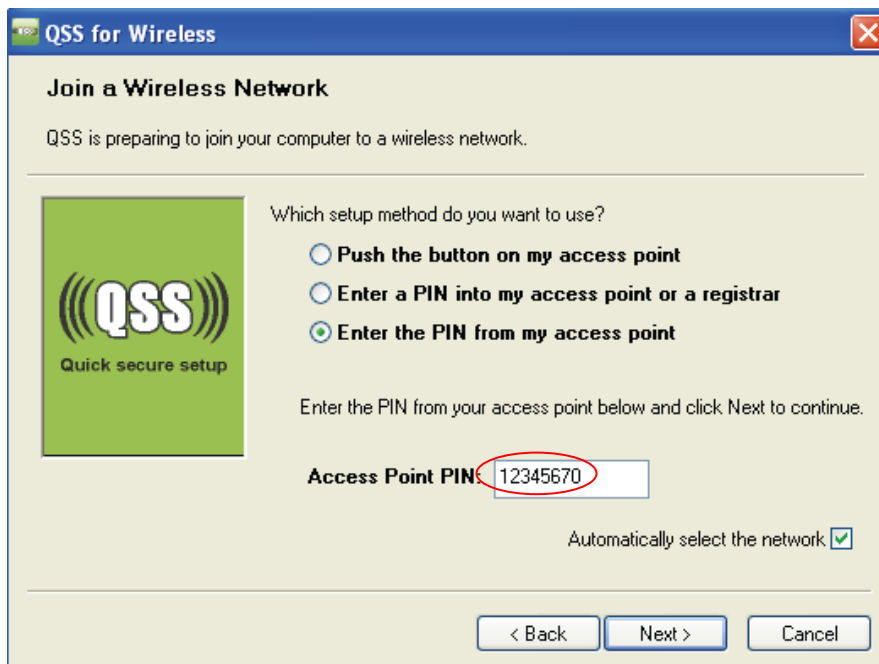 QSS for Wireless
Join a Wireless Network
QSS is preparing to join your computer to a wireless network.
Which setup method do you want to use?
Push the button on my access point
Enter a PIN into my access point or a registrar
Enter the PIN from my access point
QSS
Quick secure setup
Enter the PIN from your access point below and click Next to continue.
Access Point PIN: 12345670
Automatically select the network
< Back Next > Cancel